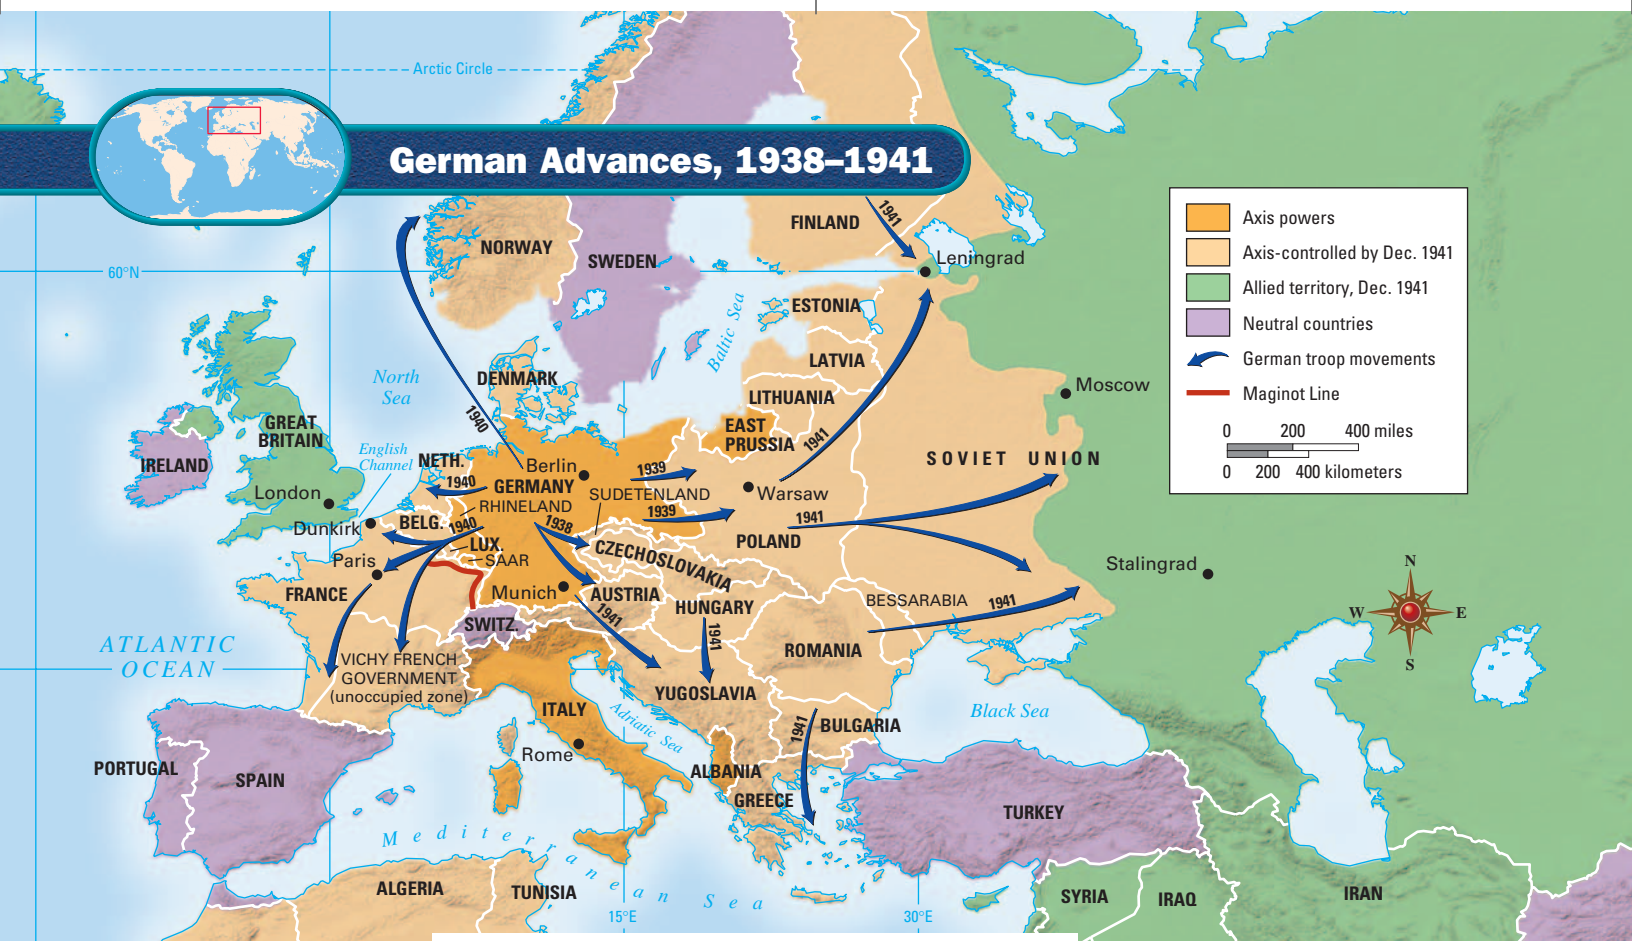 Arctic Circle
German Advances, 1938–1941
Axis powers
Axis-controlled by Dec. 1941
Allied territory, Dec. 1941
Neutral countries
German troop movements
Maginot Line
0 200 400 miles
0 200 400 kilometers
60°N
NORWAY
SWEDEN
FINLAND
1941
Leningrad
ESTONIA
Baltic Sea
LATVIA
LITHUANIA
Moscow
North
Sea
DENMARK
1940
GREAT
BRITAIN
IRELAND
London
English
Channel
NETH.
Berlin
GERMANY
1940
RHINELAND
EAST
PRUSSIA
1941
1939
SUDETENLAND
1939
Warsaw
SOVIET UNION
Dunkirk
BELG.
1940
1938
LUX.
SAAR
Paris
FRANCE
Munich
CZECHOSLOVAKIA
POLAND
1941
Stalingrad
AUSTRIA
1941
HUNGARY
1941
BESSARABIA
1941
SWITZ.
ROMANIA
ATLANTIC
OCEAN
VICHY FRENCH
GOVERNMENT
(unoccupied zone)
YUGOSLAVIA
ITALY
Adriatic Sea
Rome
1941
BULGARIA
Black Sea
N
W
E
S
PORTUGAL
SPAIN
ALBANIA
GREECE
TURKEY
Mediterranean Sea
ALGERIA
TUNISIA
SYRIA
IRAQ
IRAN
15°E
30°E